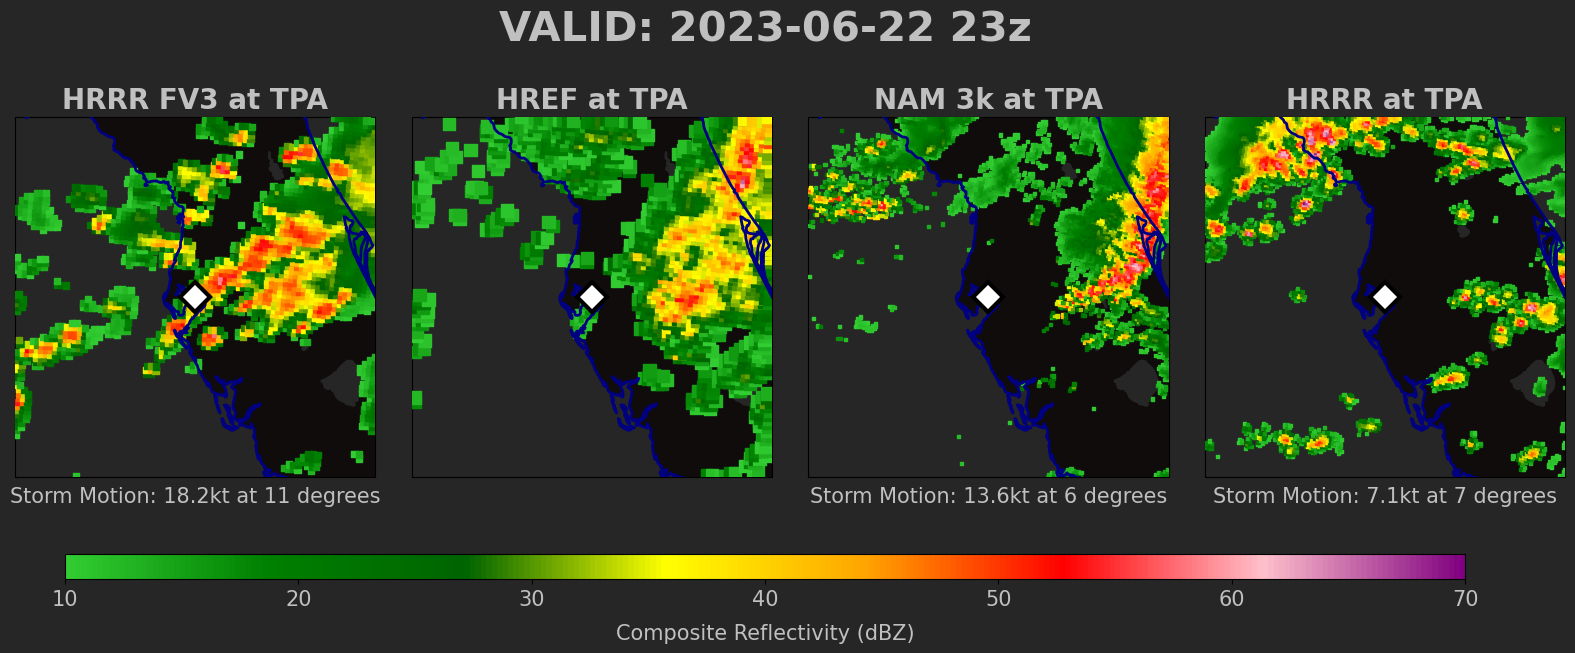 VALID: 2023-06-22 23z
HRRR FV3 at TPA
HREF at TPA
NAM 3k at TPA
HRRR at TPA
Storm Motion: 18.2kt at 11 degrees
Storm Motion: 13.6kt at 6 degrees
Storm Motion: 7.1kt at 7 degrees
10 20 30 40 50 60 70
Composite Reflectivity (dBZ)